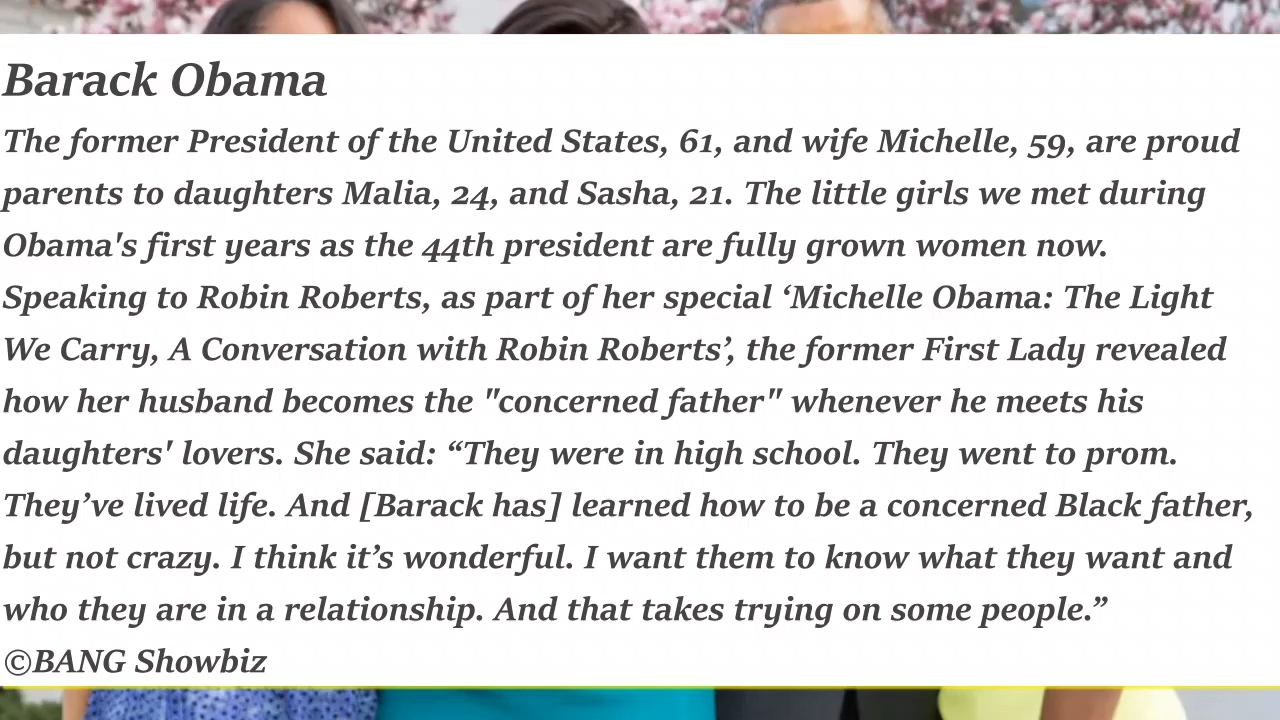 Barack Obama
The former President of the United States, 61, and wife Michelle, 59, are proud
parents to daughters Malia, 24, and Sasha, 21. The little girls we met during
Obama's first years as the 44th president are fully grown women now.
Speaking to Robin Roberts, as part of her special ‘Michelle Obama: The Light
We Carry, A Conversation with Robin Roberts’, the former First Lady revealed
how her husband becomes the "concerned father" whenever he meets his
daughters' lovers. She said: “They were in high school. They went to prom.
They’ve lived life. And [Barack has] learned how to be a concerned Black father,
but not crazy. I think it’s wonderful. I want them to know what they want and
who they are in a relationship. And that takes trying on some people.”
©BANG Showbiz